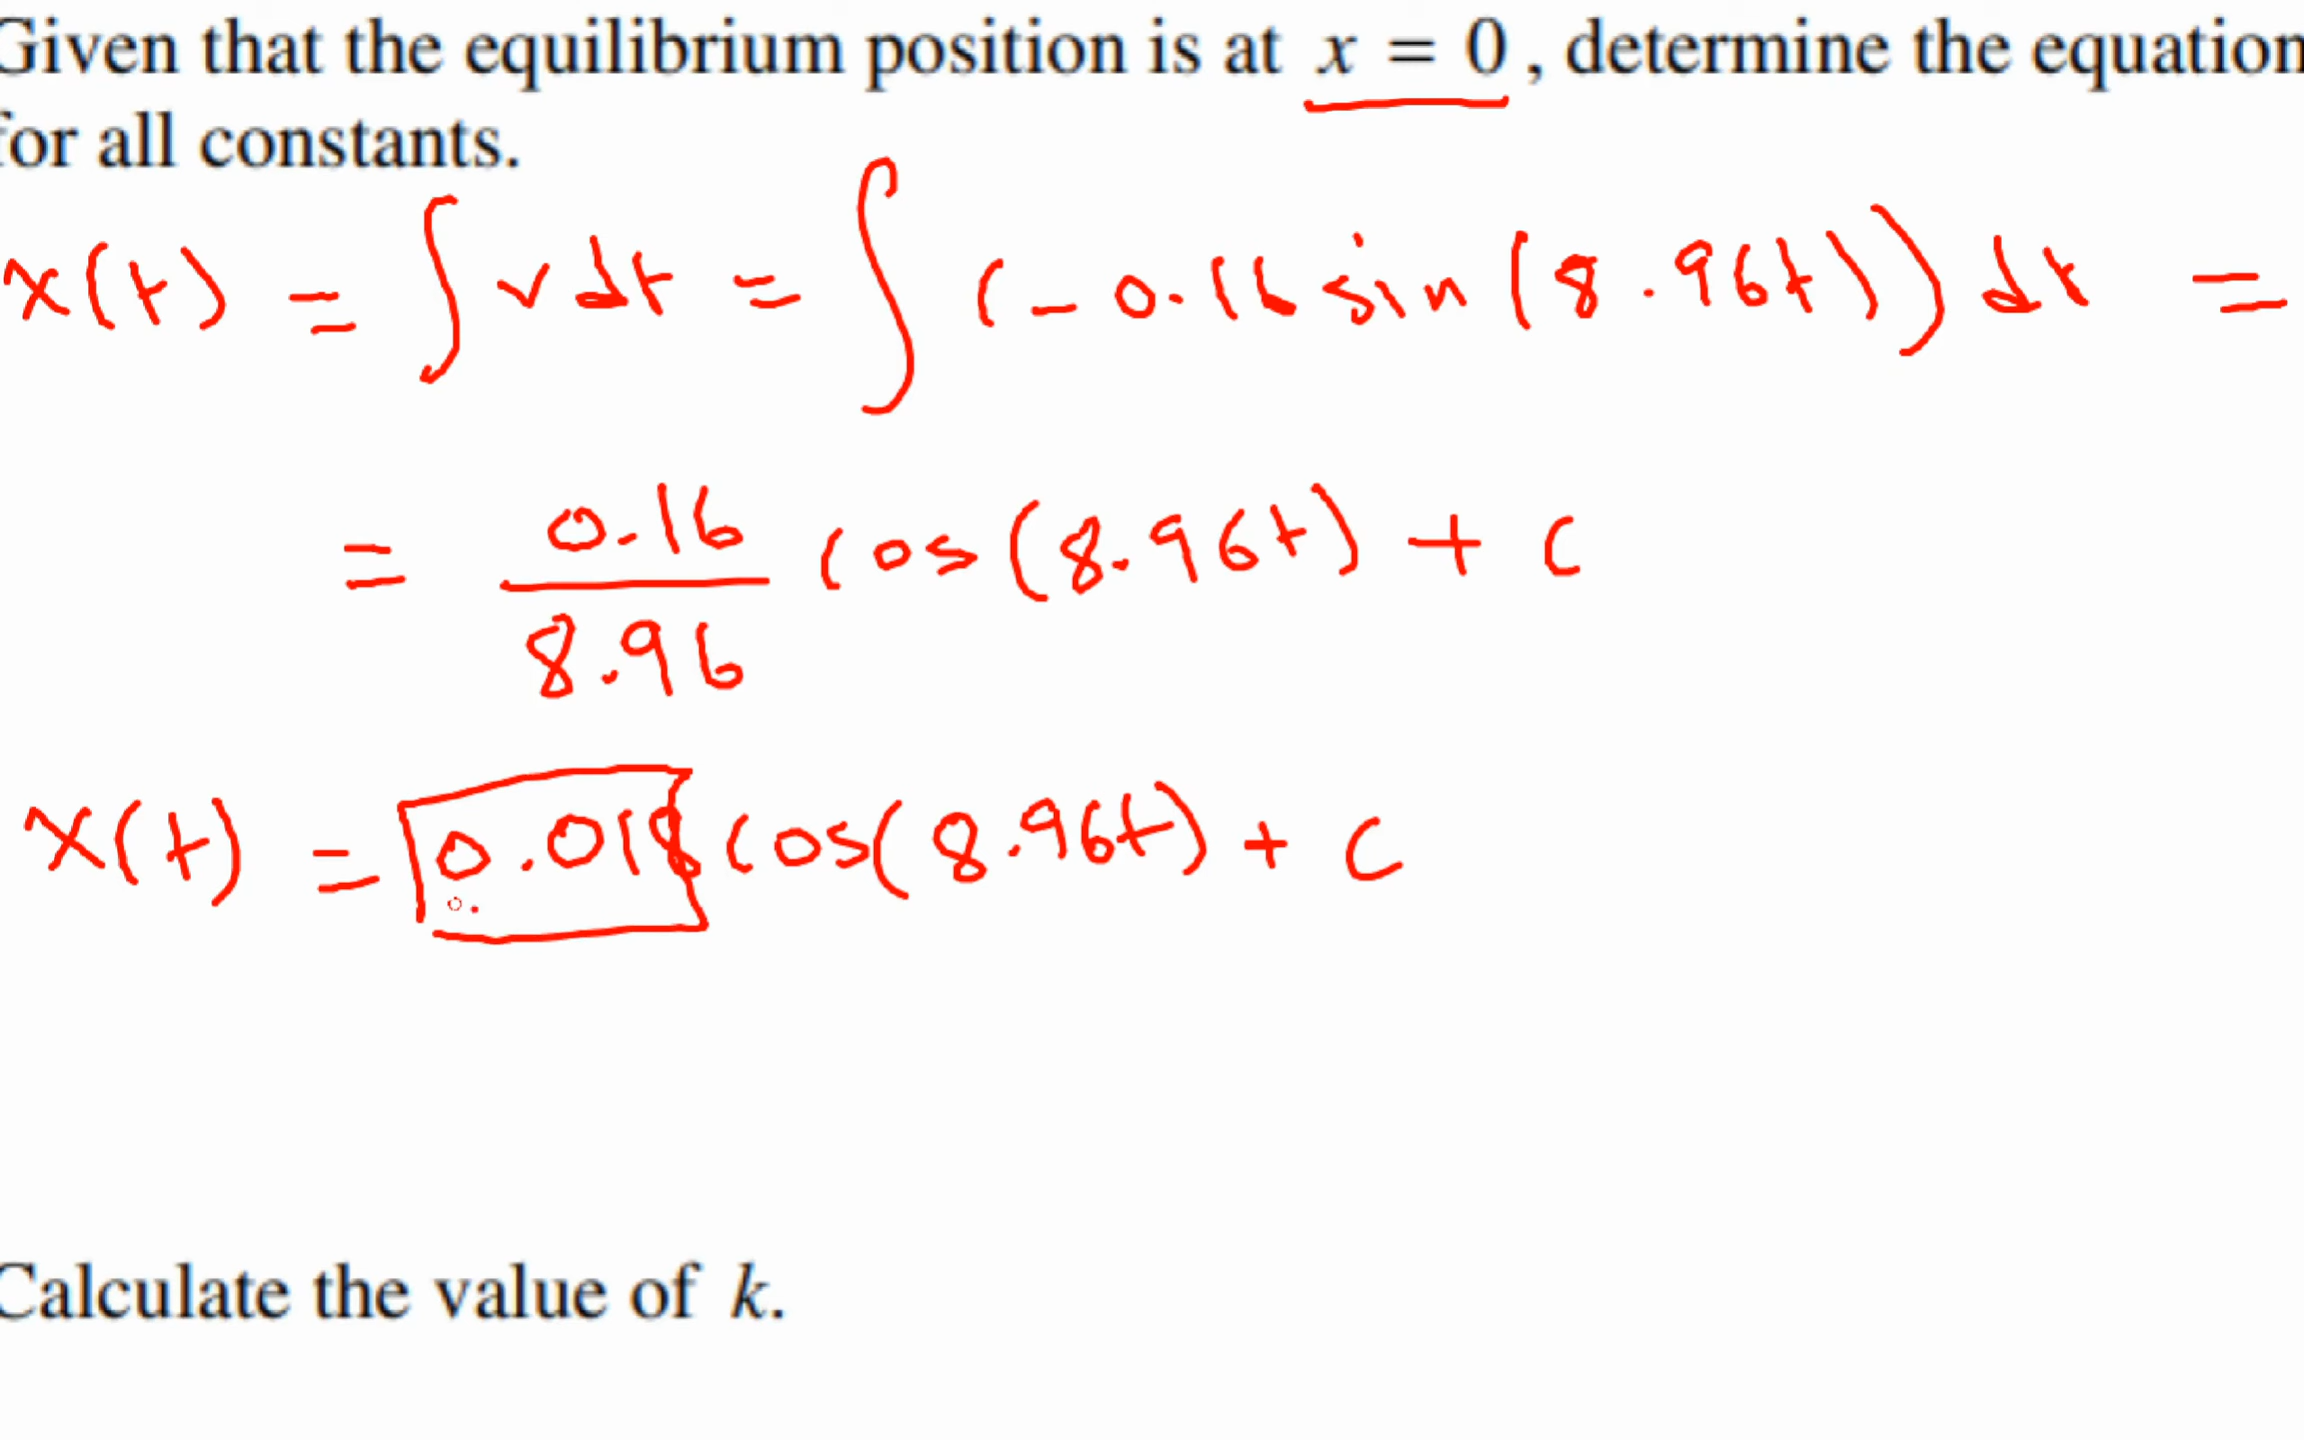 Given that the equilibrium position is at x = 0, determine the equation
for all constants.
x(t) = ∫ v dt = ∫ (-0.16 sin(8.96t)) dt =
= 0.16/8.96 cos(8.96t) + C
x(t) = 0.018 cos(8.96t) + C
0.
Calculate the value of k.